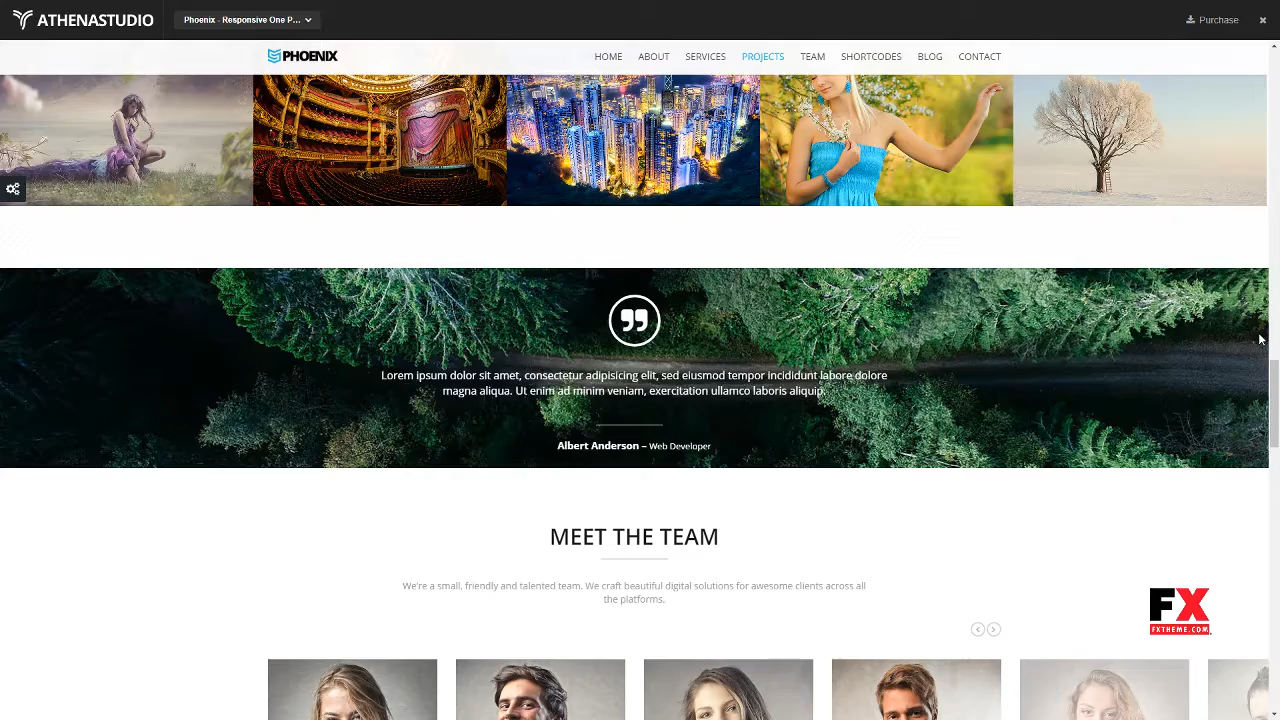 ATHENASTUDIO
Phoenix - Responsive One P...
Purchase
PHOENIX
HOME ABOUT SERVICES PROJECTS TEAM SHORTCODES BLOG CONTACT
Lorem ipsum dolor sit amet, consectetur adipisicing elit, sed eiusmod tempor incididunt labore dolore
magna aliqua. Ut enim ad minim veniam, exercitation ullamco laboris aliquip.
Albert Anderson – Web Developer
MEET THE TEAM
We're a small, friendly and talented team. We craft beautiful digital solutions for awesome clients across all
the platforms.
FX
FXTHEME.COM.